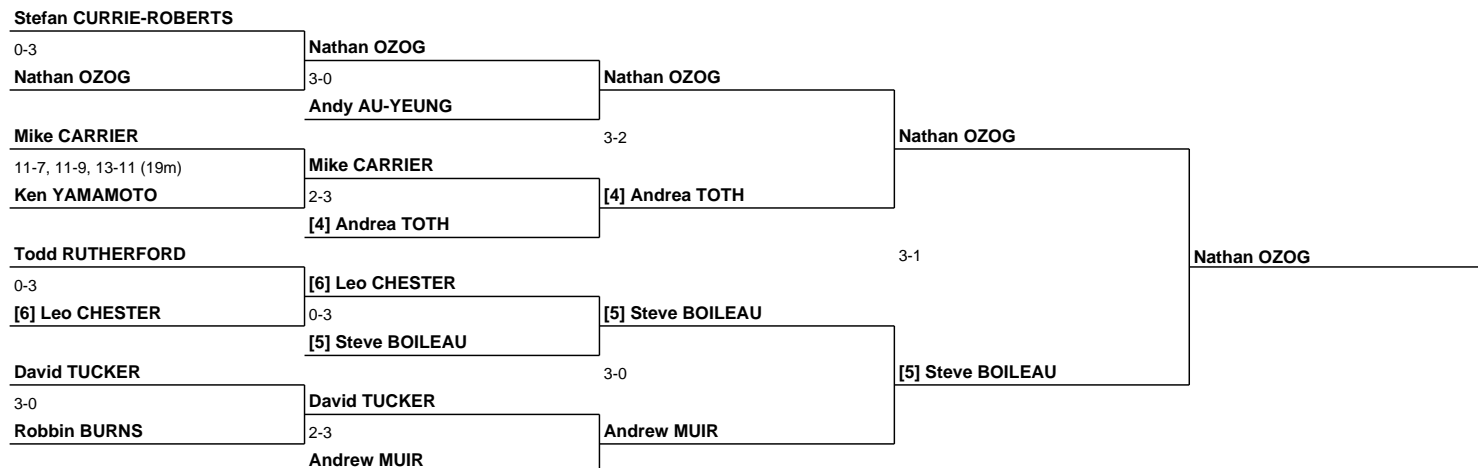 Stefan CURRIE-ROBERTS
0-3
Nathan OZOG
Mike CARRIER
11-7, 11-9, 13-11 (19m)
Ken YAMAMOTO
Todd RUTHERFORD
0-3
[6] Leo CHESTER
David TUCKER
3-0
Robbin BURNS
Nathan OZOG
3-0
Andy AU-YEUNG
Mike CARRIER
2-3
[4] Andrea TOTH
[6] Leo CHESTER
0-3
[5] Steve BOILEAU
David TUCKER
2-3
Andrew MUIR
Nathan OZOG
3-2
[4] Andrea TOTH
[5] Steve BOILEAU
3-0
Andrew MUIR
Nathan OZOG
3-1
[5] Steve BOILEAU
Nathan OZOG